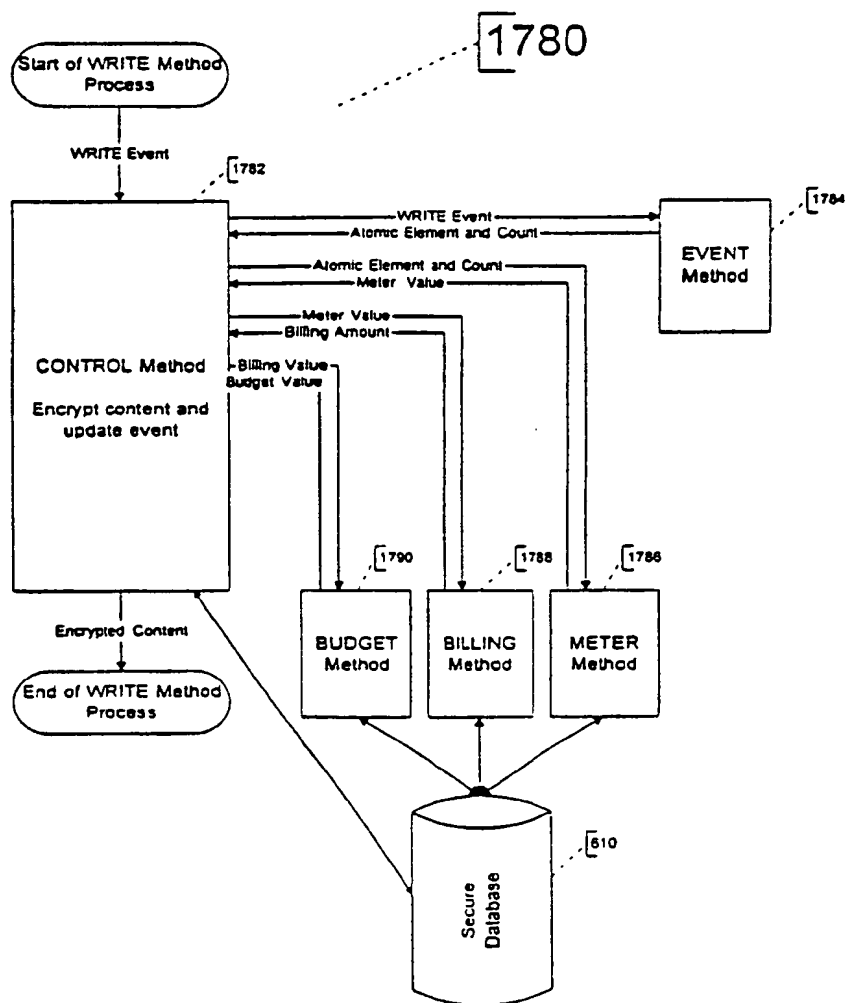 1780
Start of WRITE Method
Process
WRITE Event
1782
WRITE Event
Atomic Element and Count
1784
EVENT
Method
Atomic Element and Count
Meter Value
Meter Value
Billing Amount
CONTROL Method
Encrypt content and
update event
Billing Value
Budget Value
1790
1788
1786
BUDGET
Method
BILLING
Method
METER
Method
Encrypted Content
End of WRITE Method
Process
610
Secure
Database